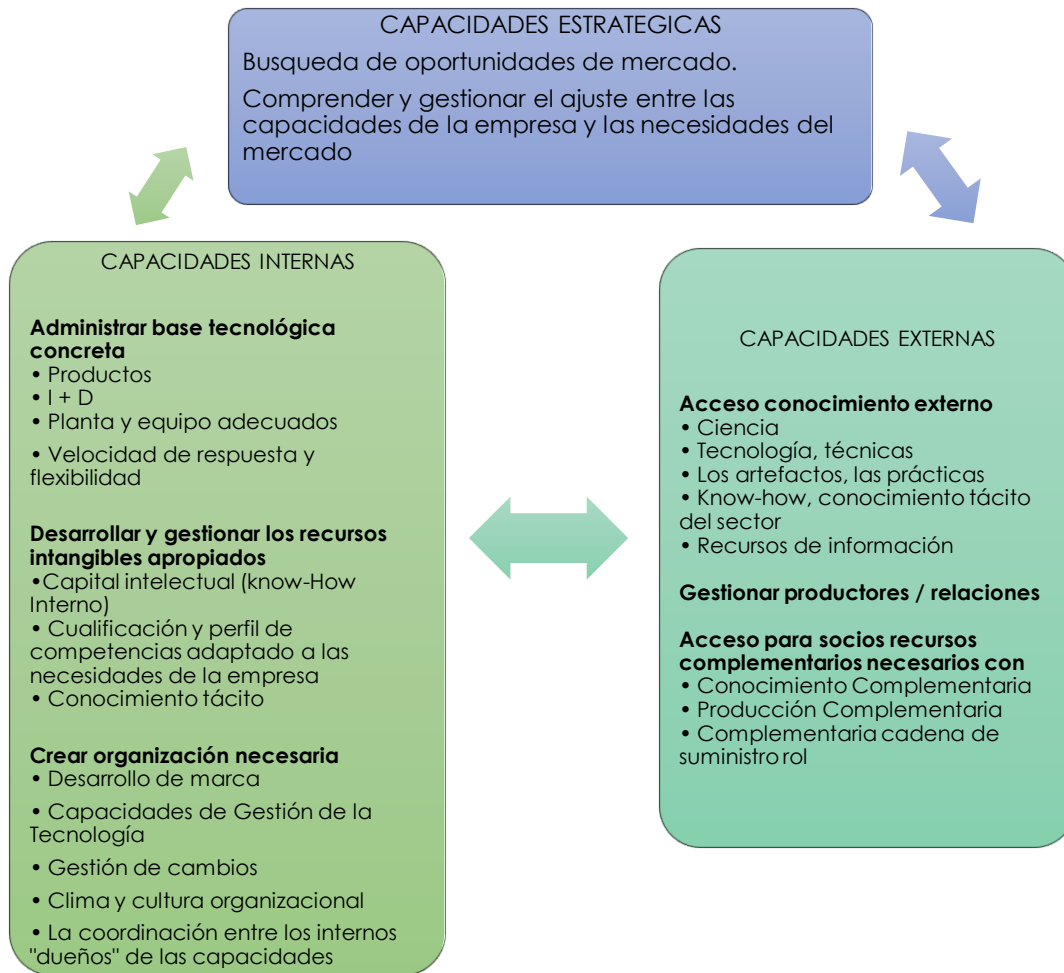 CAPACIDADES ESTRATEGICAS
Busqueda de oportunidades de mercado.
Comprender y gestionar el ajuste entre las
capacidades de la empresa y las necesidades del
mercado
CAPACIDADES INTERNAS
Administrar base tecnológica
concreta
• Productos
• I + D
• Planta y equipo adecuados
• Velocidad de respuesta y
flexibilidad
Desarrollar y gestionar los recursos
intangibles apropiados
•Capital intelectual (know-How
Interno)
• Cualificación y perfil de
competencias adaptado a las
necesidades de la empresa
• Conocimiento tácito
Crear organización necesaria
• Desarrollo de marca
• Capacidades de Gestión de la
Tecnología
• Gestión de cambios
• Clima y cultura organizacional
• La coordinación entre los internos
"dueños" de las capacidades
CAPACIDADES EXTERNAS
Acceso conocimiento externo
• Ciencia
• Tecnología, técnicas
• Los artefactos, las prácticas
• Know-how, conocimiento tácito
del sector
• Recursos de información
Gestionar productores / relaciones
Acceso para socios recursos
complementarios necesarios con
• Conocimiento Complementaria
• Producción Complementaria
• Complementaria cadena de
suministro rol